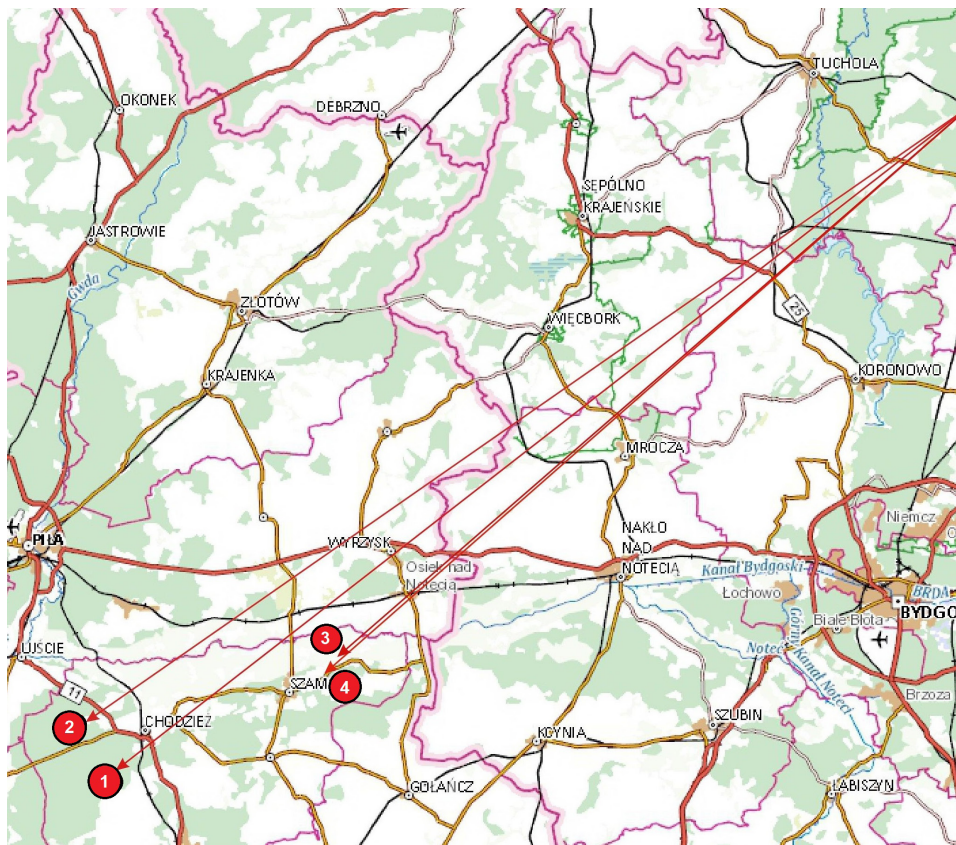 TUCHOLA
OKONEK
DEBRZNO
SĘPÓLNO
KRAJEŃSKIE
JASTROWIE
Gwda
ZŁOTÓW
25
WIĘCBORK
KRAJENKA
KORONOWO
MROCZA
Niemcz
PIŁA
WYRZYSK
NAKŁO
NAD
NOTECIĄ
Osiek nad
Notecią
Kanał Bydgoski
BRDA
Łochowo
BYDGO
Białe Błota
3
UJŚCIE
Noteć
Górny Kanał Noteci
11
SZAM
4
Brzoza
2
CHODZIEŻ
SZUBIN
KCYNIA
1
GOŁAŃCZ
ŁABISZYN